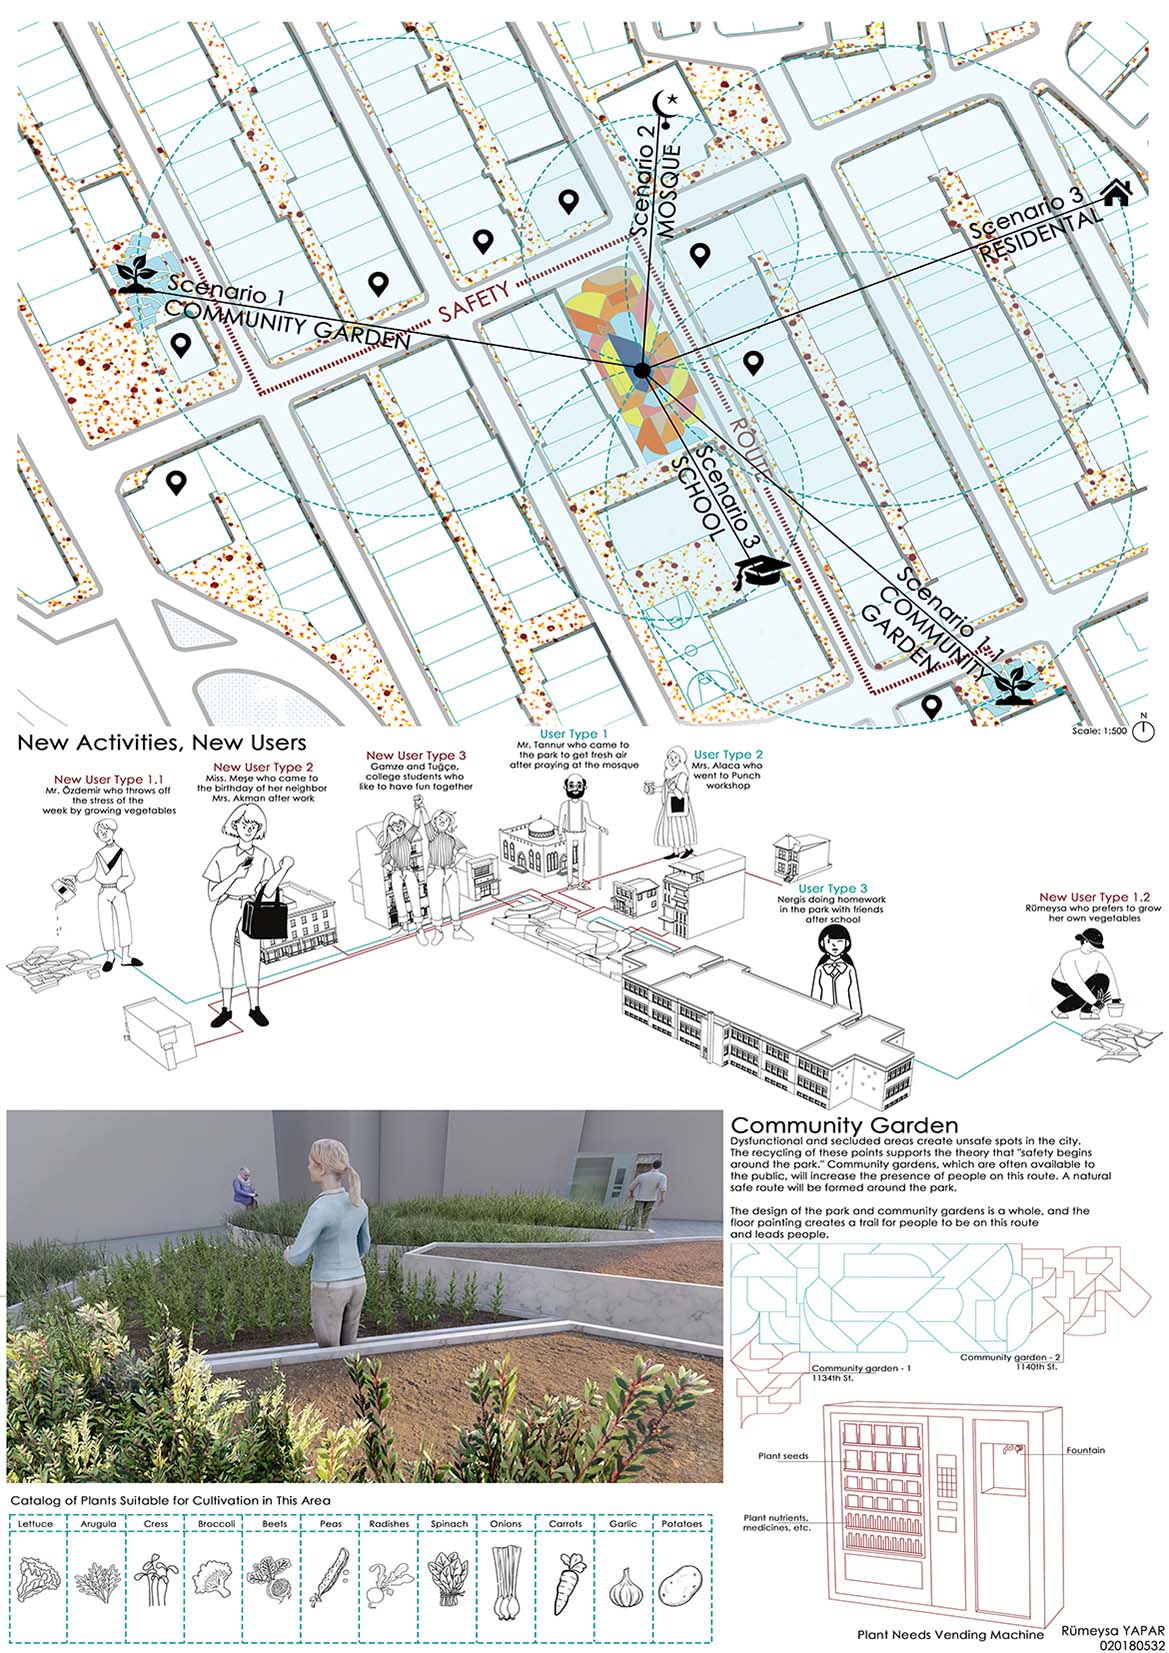 Scenario 2
MOSQUE
Scenario 3
RESIDENTAL
Scenario 1
COMMUNITY GARDEN
SAFETY
ROUTE
Scenario 3
SCHOOL
Scenario 1.1
COMMUNITY
GARDEN
N
Scale: 1:500
New Activities, New Users
New User Type 1.1
Mr. Özdemir who throws off
the stress of the
week by growing vegetables
New User Type 2
Miss. Meşe who came to
the birthday of her neighbor
Mrs. Akman after work
New User Type 3
Gamze and Tuğçe,
college students who
like to have fun together
User Type 1
Mr. Tannur who came to
the park to get fresh air
after praying at the mosque
User Type 2
Mrs. Alaca who
went to Punch
workshop
User Type 3
Nergis doing homework
in the park with friends
after school
New User Type 1.2
Rümeysa who prefers to grow
her own vegetables
Community Garden
Dysfunctional and secluded areas create unsafe spots in the city.
The recycling of these points supports the theory that "safety begins
around the park." Community gardens, which are often available to
the public, will increase the presence of people on this route. A natural
safe route will be formed around the park.
The design of the park and community gardens is a whole, and the
floor painting creates a trail for people to be on this route
and leads people.
Community garden - 1
1134th St.
Community garden - 2
1140th St.
Plant seeds
Fountain
Plant nutrients,
medicines, etc.
Plant Needs Vending Machine
Catalog of Plants Suitable for Cultivation in This Area
Lettuce Arugula Cress Broccoli Beets Peas Radishes Spinach Onions Carrots Garlic Potatoes
Rümeysa YAPAR
020180532